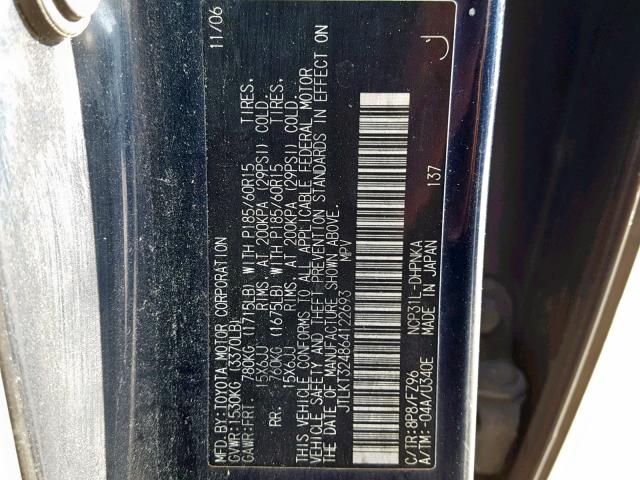 MFD.BY:TOYOTA MOTOR CORPORATION 11/06
GVWR:1530KG (3370LB)
GAWR:FRT 780KG (1715LB) WITH P185/60R15 TIRES.
15X6JJ RIMS. AT 200KPA (29PSI) COLD.
RR. 760KG (1675LB) WITH P185/60R15 TIRES.
15X6JJ RIMS. AT 200KPA (29PSI) COLD.
THIS VEHICLE CONFORMS TO ALL APPLICABLE FEDERAL MOTOR
VEHICLE SAFETY AND THEFT PREVENTION STANDARDS IN EFFECT ON
THE DATE OF MANUFACTURE SHOWN ABOVE.
JTLKT324864122693 MPV
137
C/TR:8P8/FZ96 NCP31L-DHPNKA
A/TM:-04A/U340E MADE IN JAPAN
J